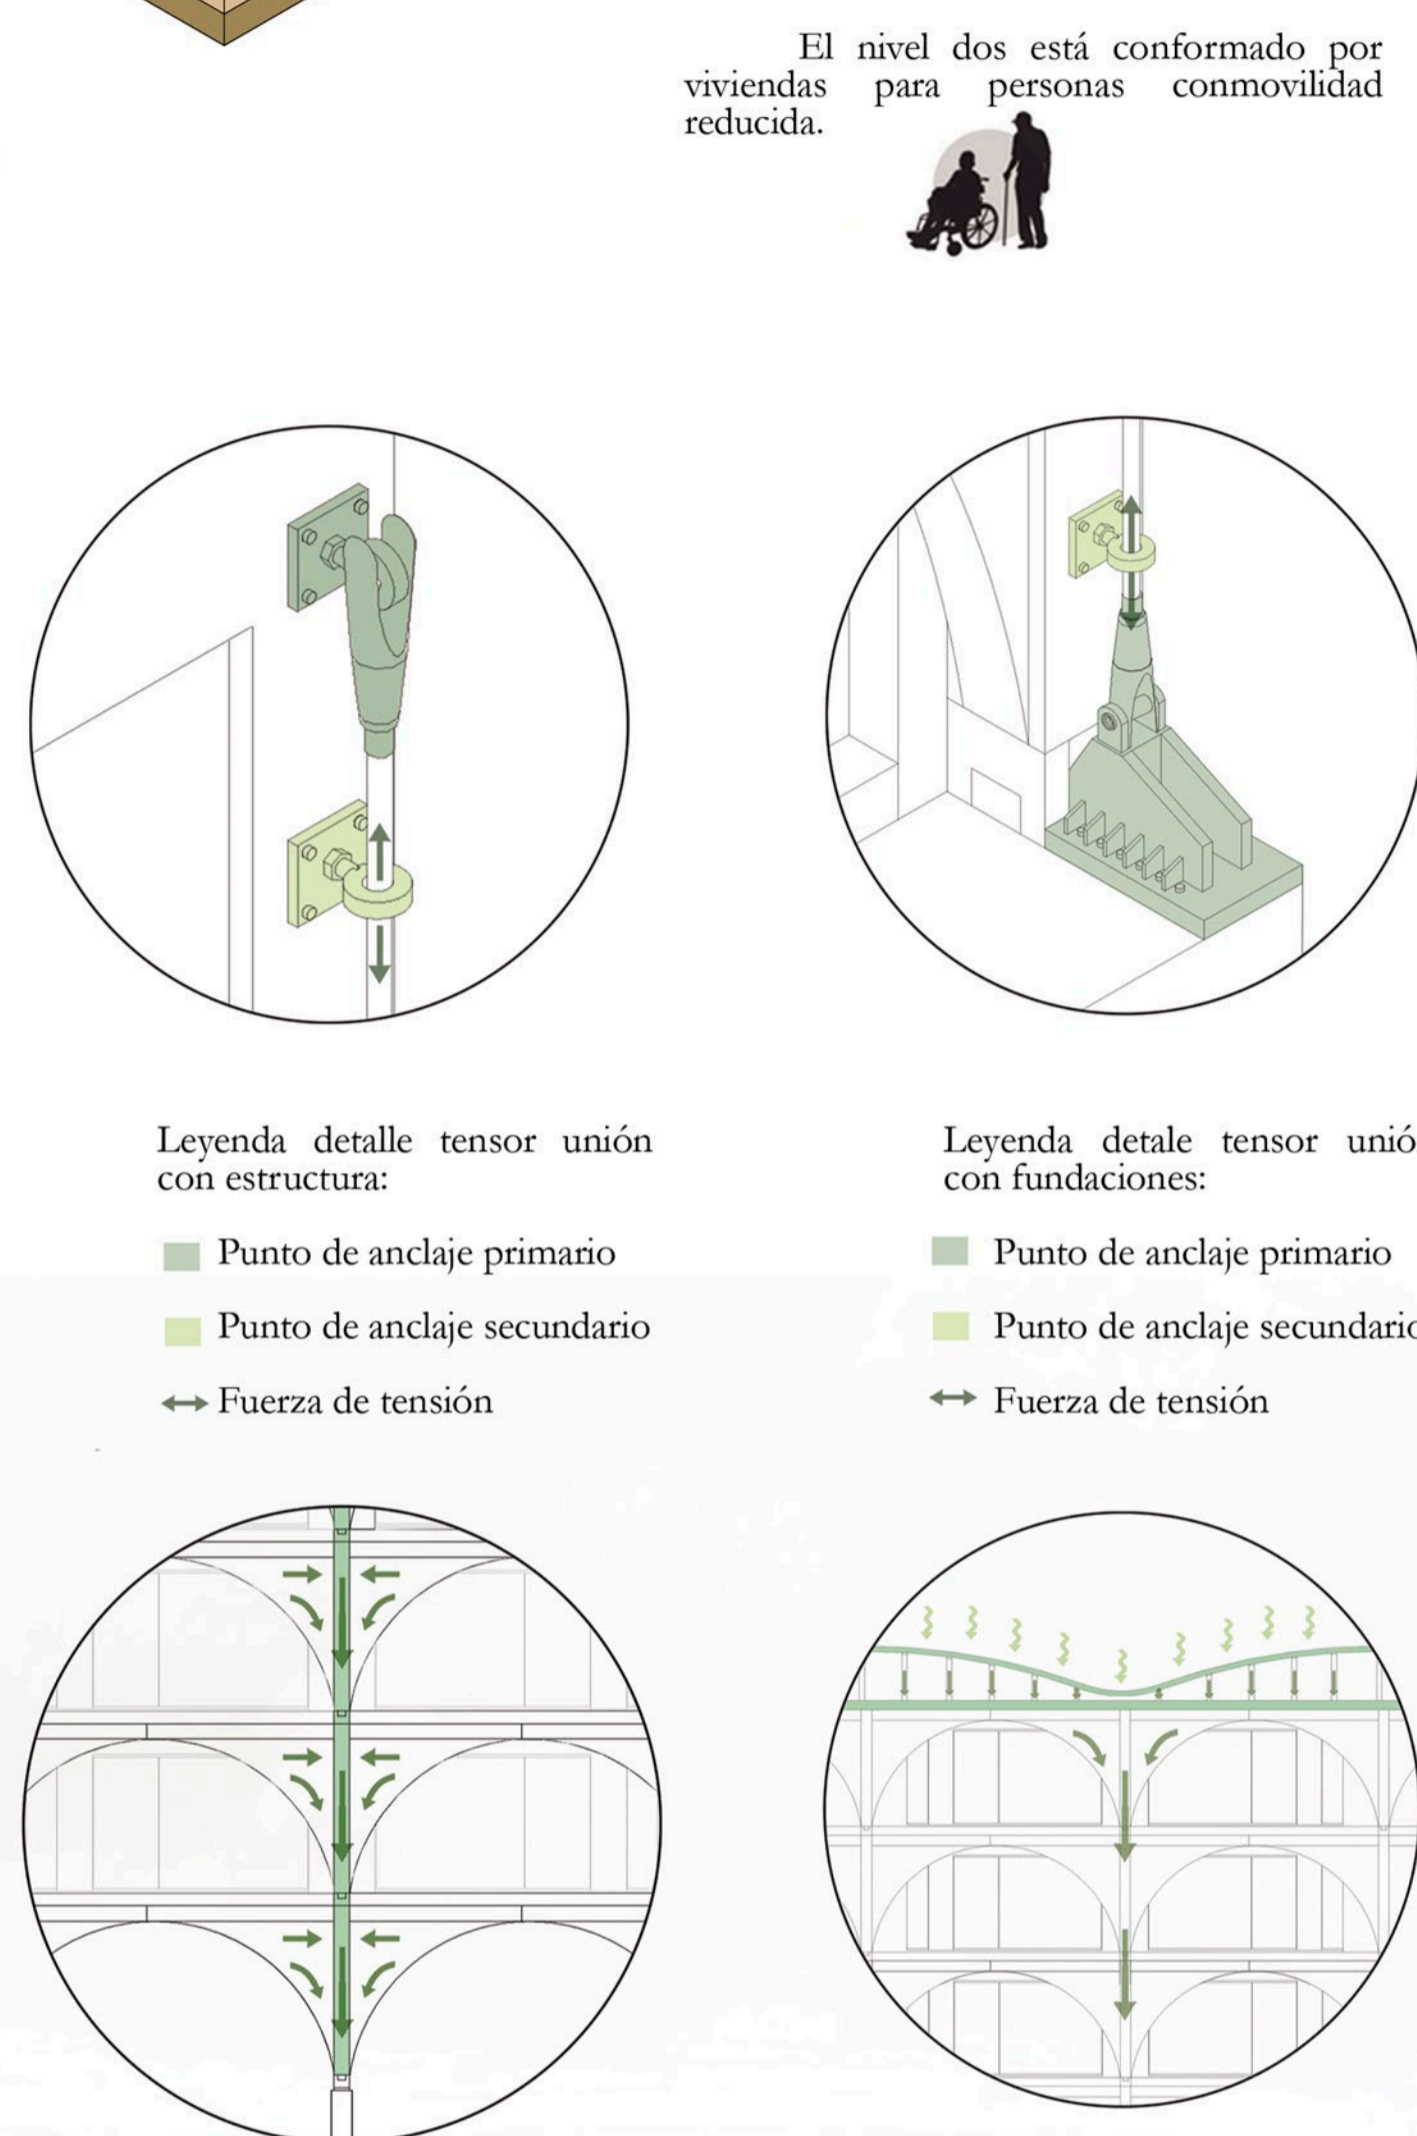 El nivel dos está conformado por
viviendas para personas conmovilidad
reducida.
Leyenda detalle tensor unión
con estructura:
Punto de anclaje primario
Punto de anclaje secundario
Fuerza de tensión
Leyenda detale tensor unió
con fundaciones:
Punto de anclaje primario
Punto de anclaje secundario
Fuerza de tensión